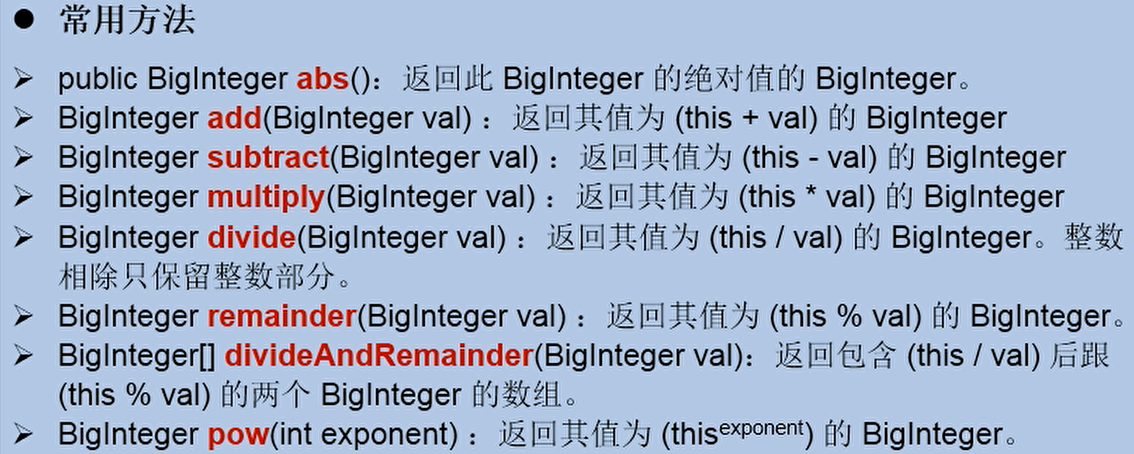 ● 常用方法
➢ public BigInteger abs()：返回此 BigInteger 的绝对值的 BigInteger。
➢ BigInteger add(BigInteger val) ：返回其值为 (this + val) 的 BigInteger
➢ BigInteger subtract(BigInteger val) ：返回其值为 (this - val) 的 BigInteger
➢ BigInteger multiply(BigInteger val) ：返回其值为 (this * val) 的 BigInteger
➢ BigInteger divide(BigInteger val) ：返回其值为 (this / val) 的 BigInteger。整数
相除只保留整数部分。
➢ BigInteger remainder(BigInteger val) ：返回其值为 (this % val) 的 BigInteger。
➢ BigInteger[] divideAndRemainder(BigInteger val)：返回包含 (this / val) 后跟
(this % val) 的两个 BigInteger 的数组。
➢ BigInteger pow(int exponent) ：返回其值为 (thisexponent) 的 BigInteger。